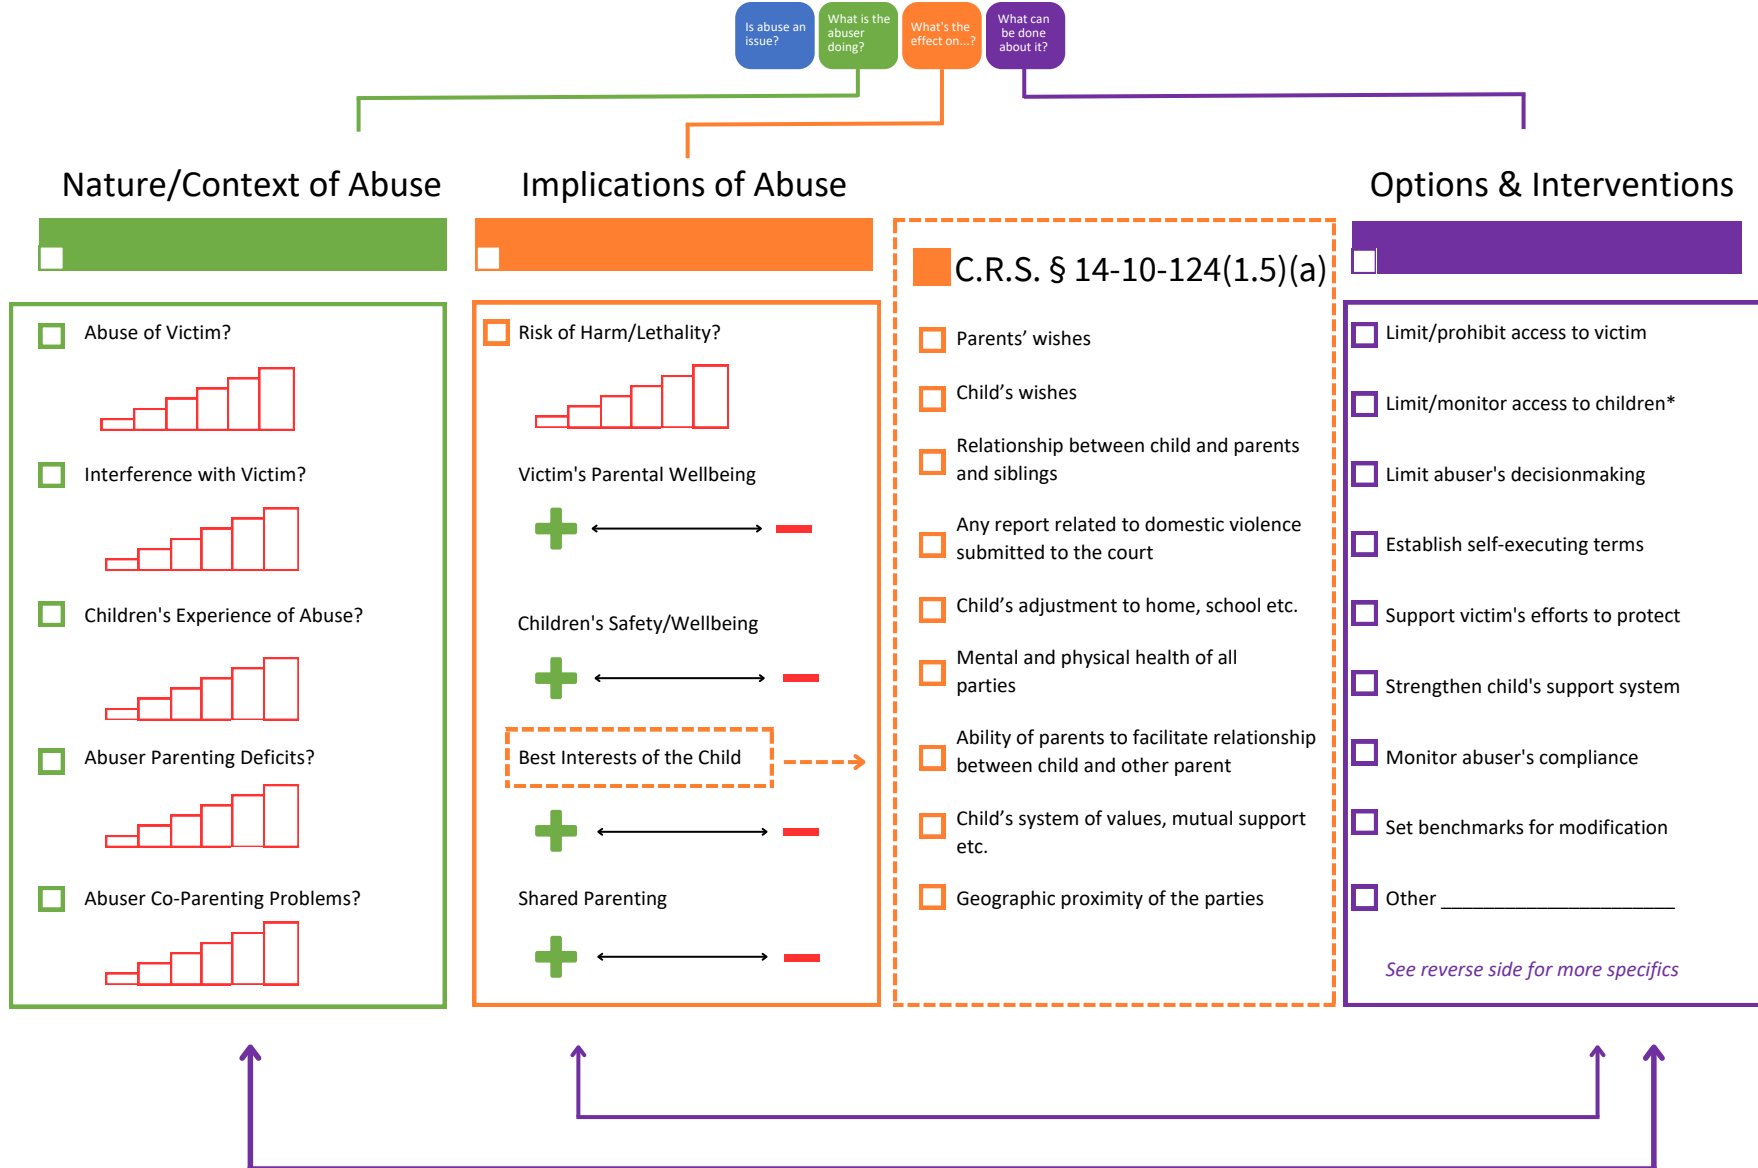 Is abuse an
issue?
What is the
abuser
doing?
What's the
effect on...?
What can
be done
about it?
Nature/Context of Abuse
Implications of Abuse
Options & Interventions
Abuse of Victim?
Interference with Victim?
Children's Experience of Abuse?
Abuser Parenting Deficits?
Abuser Co-Parenting Problems?
Risk of Harm/Lethality?
Victim's Parental Wellbeing
Children's Safety/Wellbeing
Best Interests of the Child
Shared Parenting
C.R.S. § 14-10-124(1.5)(a)
Parents’ wishes
Child’s wishes
Relationship between child and parents
and siblings
Any report related to domestic violence
submitted to the court
Child’s adjustment to home, school etc.
Mental and physical health of all
parties
Ability of parents to facilitate relationship
between child and other parent
Child’s system of values, mutual support
etc.
Geographic proximity of the parties
Limit/prohibit access to victim
Limit/monitor access to children*
Limit abuser's decisionmaking
Establish self-executing terms
Support victim's efforts to protect
Strengthen child's support system
Monitor abuser's compliance
Set benchmarks for modification
Other ______________________
See reverse side for more specifics